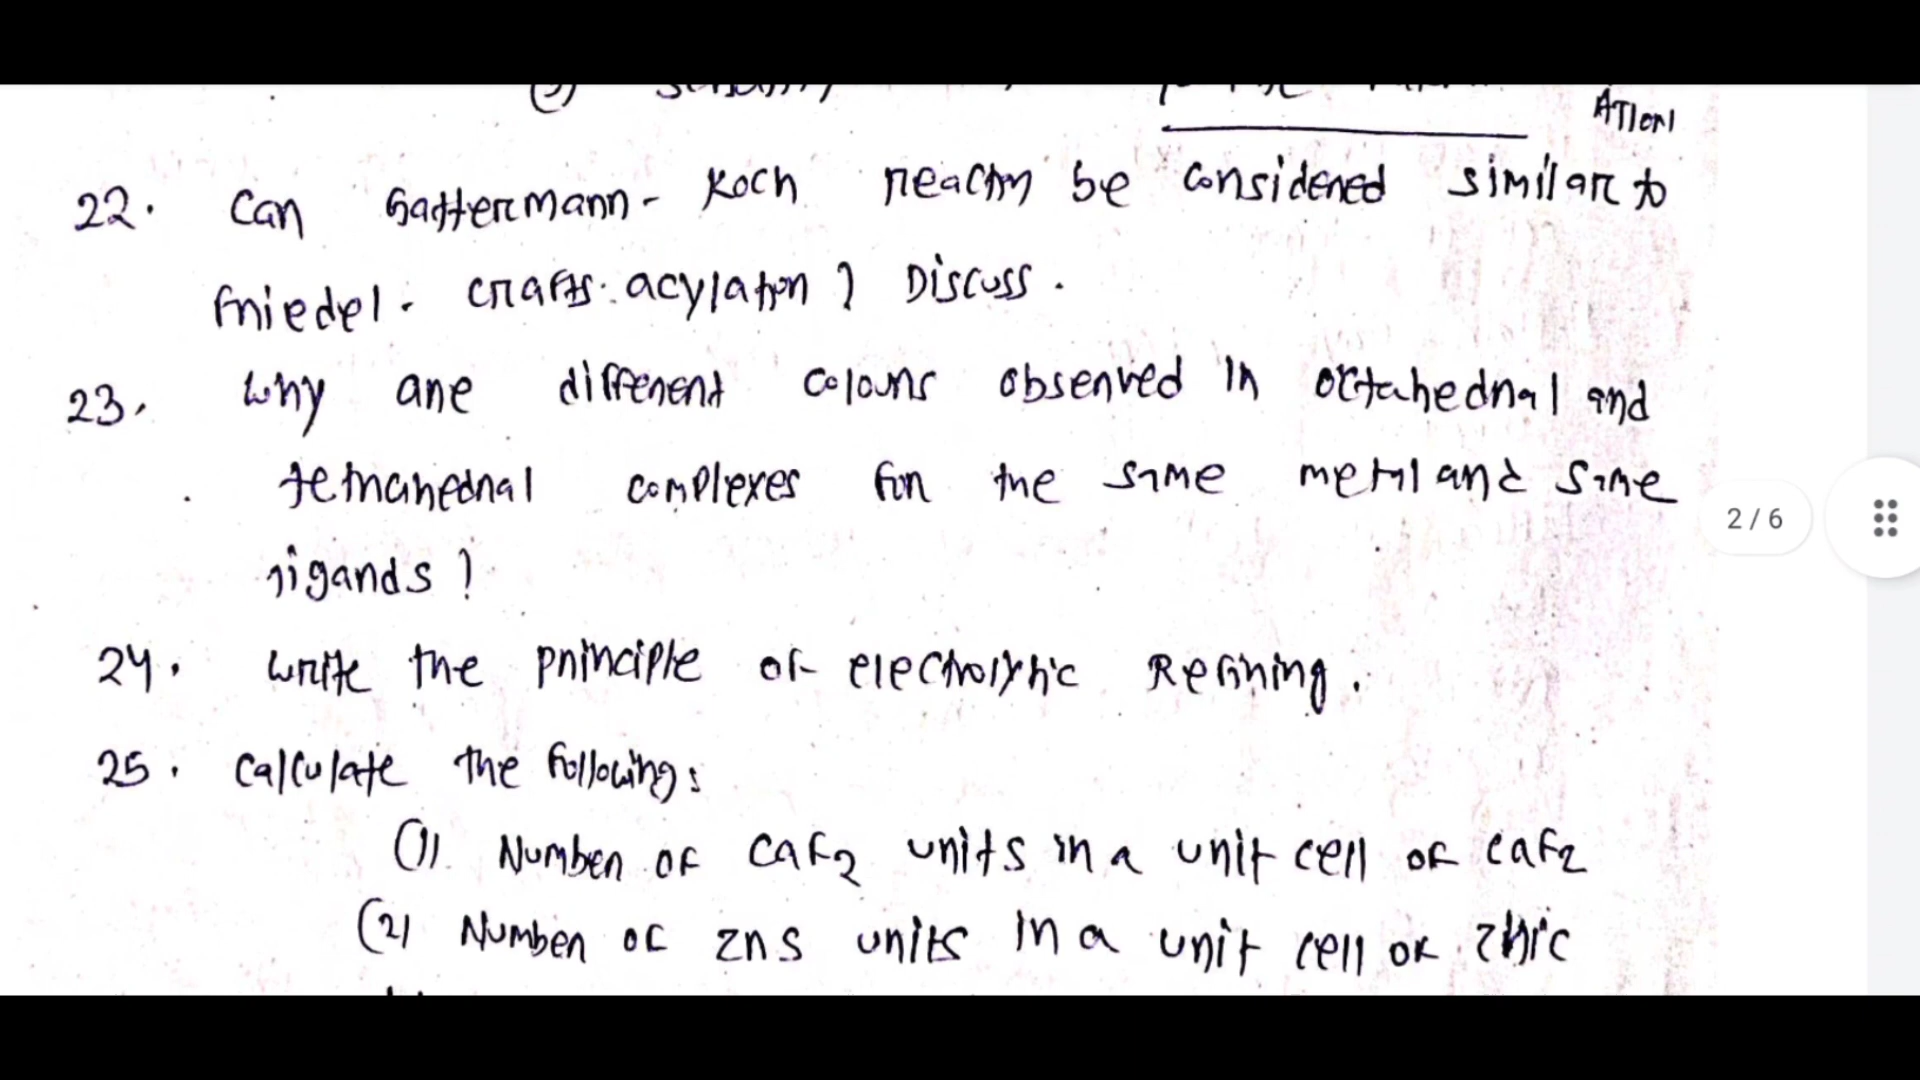 ATION
22. Can Gattermann - Koch reaction be considered similar to
Friedel - crafts acylation ? Discuss.
23. Why are different colours observed in octahedral and
tetrahedral complexes for the same metal and same
ligands ?
2/6
24. Write the principle of electrolytic Refining.
25. Calculate the following:
(1) Number of CaF2 units in a unit cell of CaF2
(2) Number of ZnS units in a unit cell of zinc